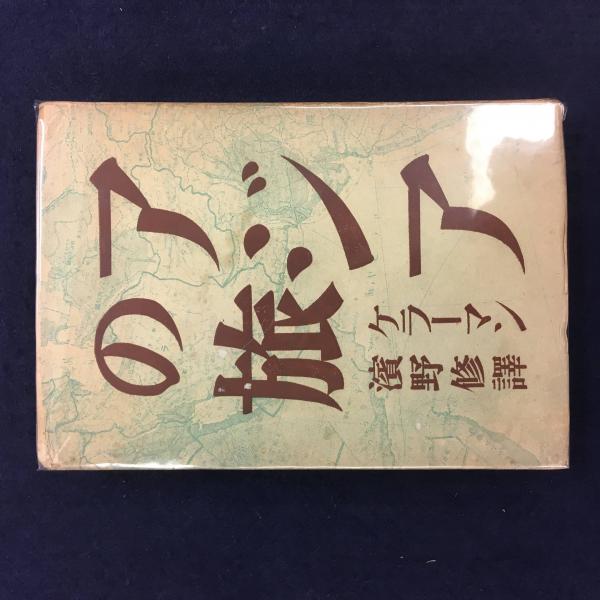 アジア
の旅
ケラーマン
濱野修譯